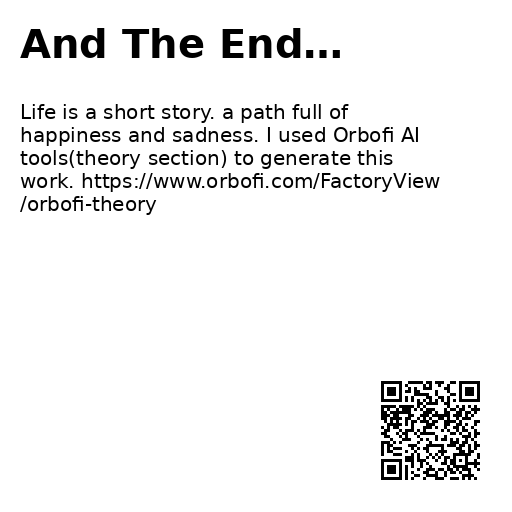 And The End...
Life is a short story. a path full of
happiness and sadness. I used Orbofi AI
tools(theory section) to generate this
work. https://www.orbofi.com/FactoryView
/orbofi-theory